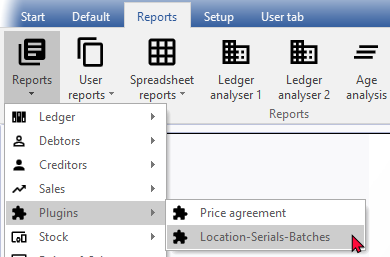 Start Default Reports Setup User tab
Reports User reports Spreadsheet reports Ledger analyser 1 Ledger analyser 2 Age analysis
Reports
Ledger
Debtors
Creditors
Sales
Plugins
Price agreement
Stock
Location-Serials-Batches